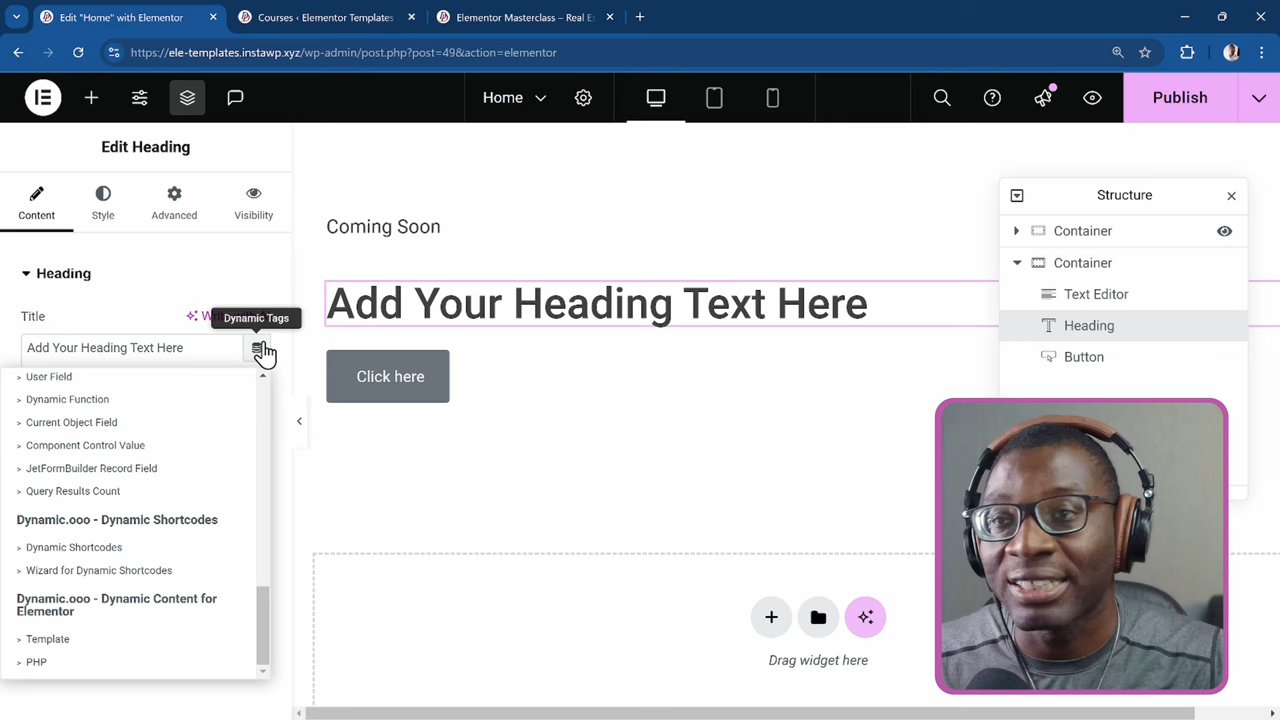 Edit "Home" with Elementor
Courses ‹ Elementor Templates
Elementor Masterclass – Real Es
https://ele-templates.instawp.xyz/wp-admin/post.php?post=49&action=elementor
Home
Publish
Edit Heading
Content
Style
Advanced
Visibility
Heading
Title
Dynamic Tags
Add Your Heading Text Here
User Field
Dynamic Function
Current Object Field
Component Control Value
JetFormBuilder Record Field
Query Results Count
Dynamic.ooo - Dynamic Shortcodes
Dynamic Shortcodes
Wizard for Dynamic Shortcodes
Dynamic.ooo - Dynamic Content for
Elementor
Template
PHP
Coming Soon
Add Your Heading Text Here
Click here
Drag widget here
Structure
Container
Container
Text Editor
Heading
Button